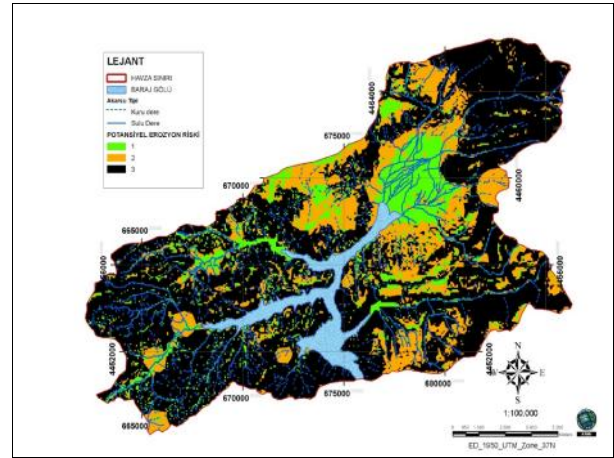 LEJANT
HAVZA SINIRI
BARAJ GÖLÜ
Akarsu Tipi
Kuru dere
Sulu Dere
POTANSİYEL EROZYON RİSKİ
1
2
3
4464000
675000
670000
4460000
665000
4456000
4452000
4452000
665000
670000
675000
680000
N
W
E
S
1:100.000
ED_1950_UTM_Zone_37N